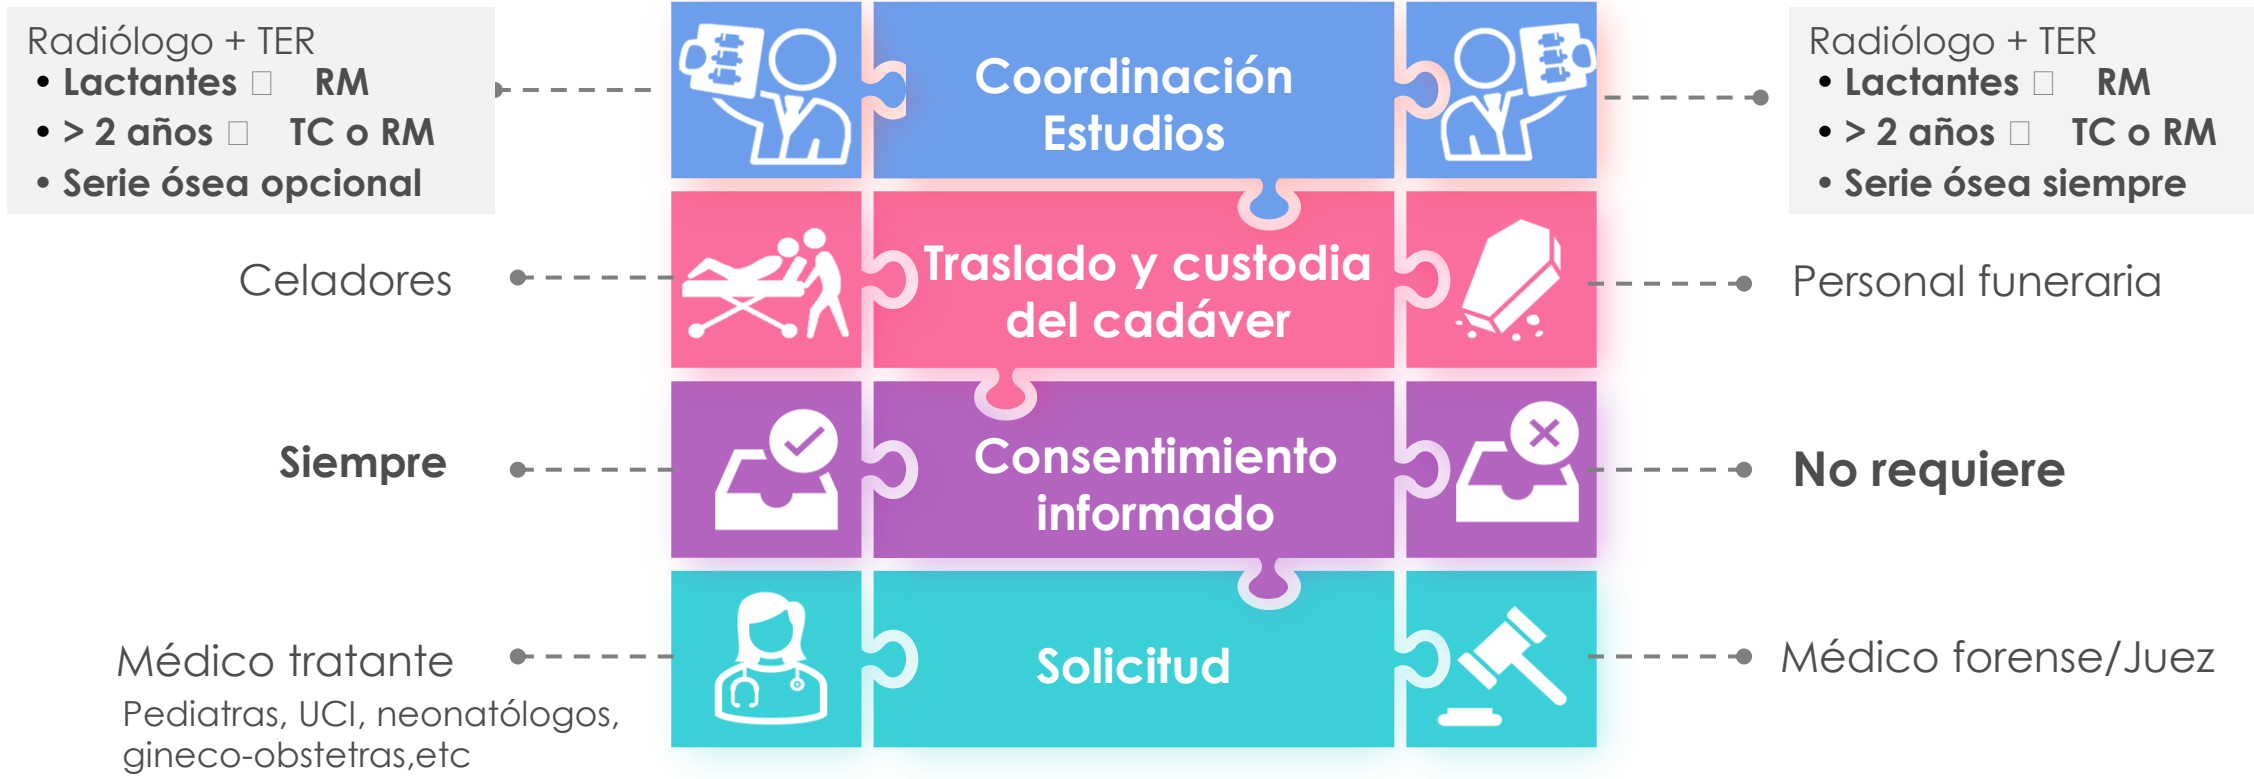 Radiólogo + TER
• Lactantes □ RM
• > 2 años □ TC o RM
• Serie ósea opcional
Coordinación
Estudios
Radiólogo + TER
• Lactantes □ RM
• > 2 años □ TC o RM
• Serie ósea siempre
Celadores
Traslado y custodia
del cadáver
Personal funeraria
Siempre
Consentimiento
informado
No requiere
Médico tratante
Pediatras, UCI, neonatólogos,
gineco-obstetras,etc
Solicitud
Médico forense/Juez